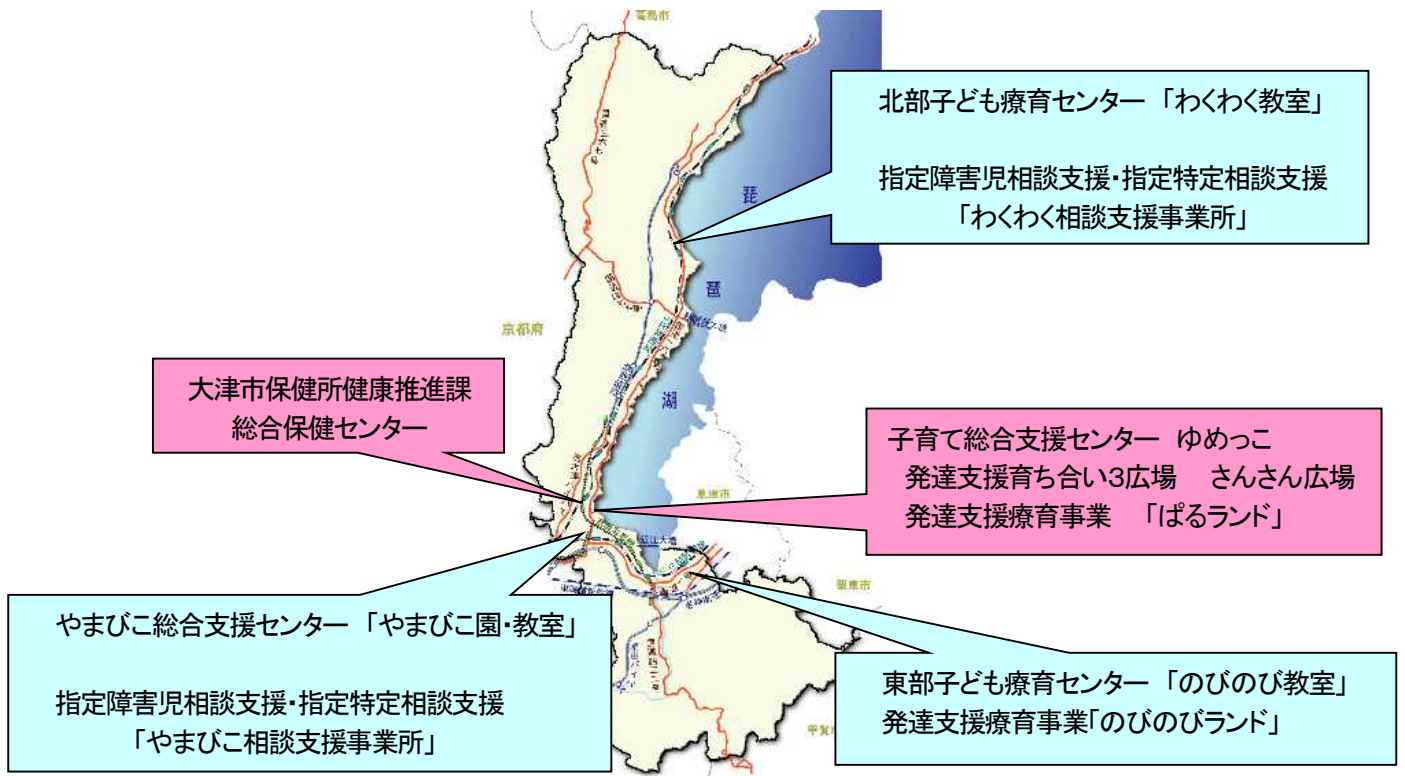 高島市
北部子ども療育センター 「わくわく教室」
指定障害児相談支援・指定特定相談支援
「わくわく相談支援事業所」
琵
琶
湖
京都府
大津市保健所健康推進課
総合保健センター
子育て総合支援センター ゆめっこ
発達支援育ち合い3広場 さんさん広場
発達支援療育事業 「ぱるランド」
草津市
近江大橋
栗東市
やまびこ総合支援センター 「やまびこ園・教室」
指定障害児相談支援・指定特定相談支援
「やまびこ相談支援事業所」
東部子ども療育センター 「のびのび教室」
発達支援療育事業「のびのびランド」
甲賀